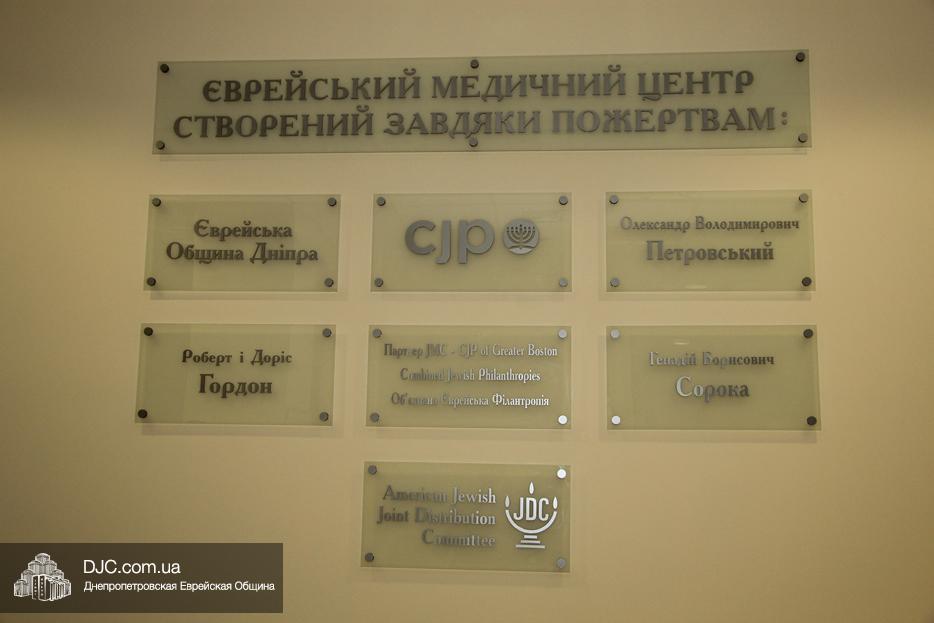 ЄВРЕЙСЬКИЙ МЕДИЧНИЙ ЦЕНТР
СТВОРЕНИЙ ЗАВДЯКИ ПОЖЕРТВАМ:
Єврейська
Община Дніпра
cjp
Олександр Володимирович
Петровський
Роберт і Доріс
Гордон
Партнер JMC - CJP of Greater Boston
Combined Jewish Philanthropies
Об'єднана Єврейська Філантропія
Генадій Борисович
Сорока
American Jewish
Joint Distribution
Committee
JDC
DJC.com.ua
Днепропетровская Еврейская Община